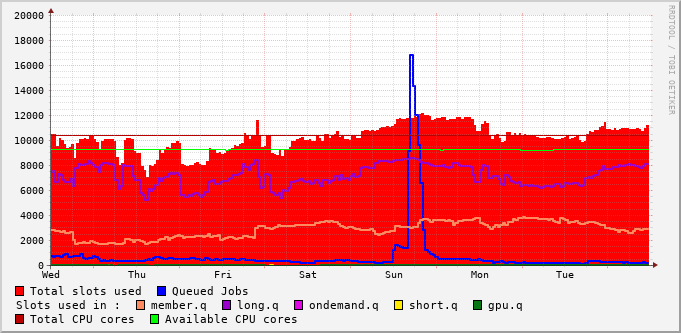 20000
18000
16000
14000
12000
10000
8000
6000
4000
2000
0
Wed Thu Fri Sat Sun Mon Tue
RRDTOOL / TOBI OETIKER
Total slots used Queued Jobs
Slots used in : member.q long.q ondemand.q short.q gpu.q
Total CPU cores Available CPU cores